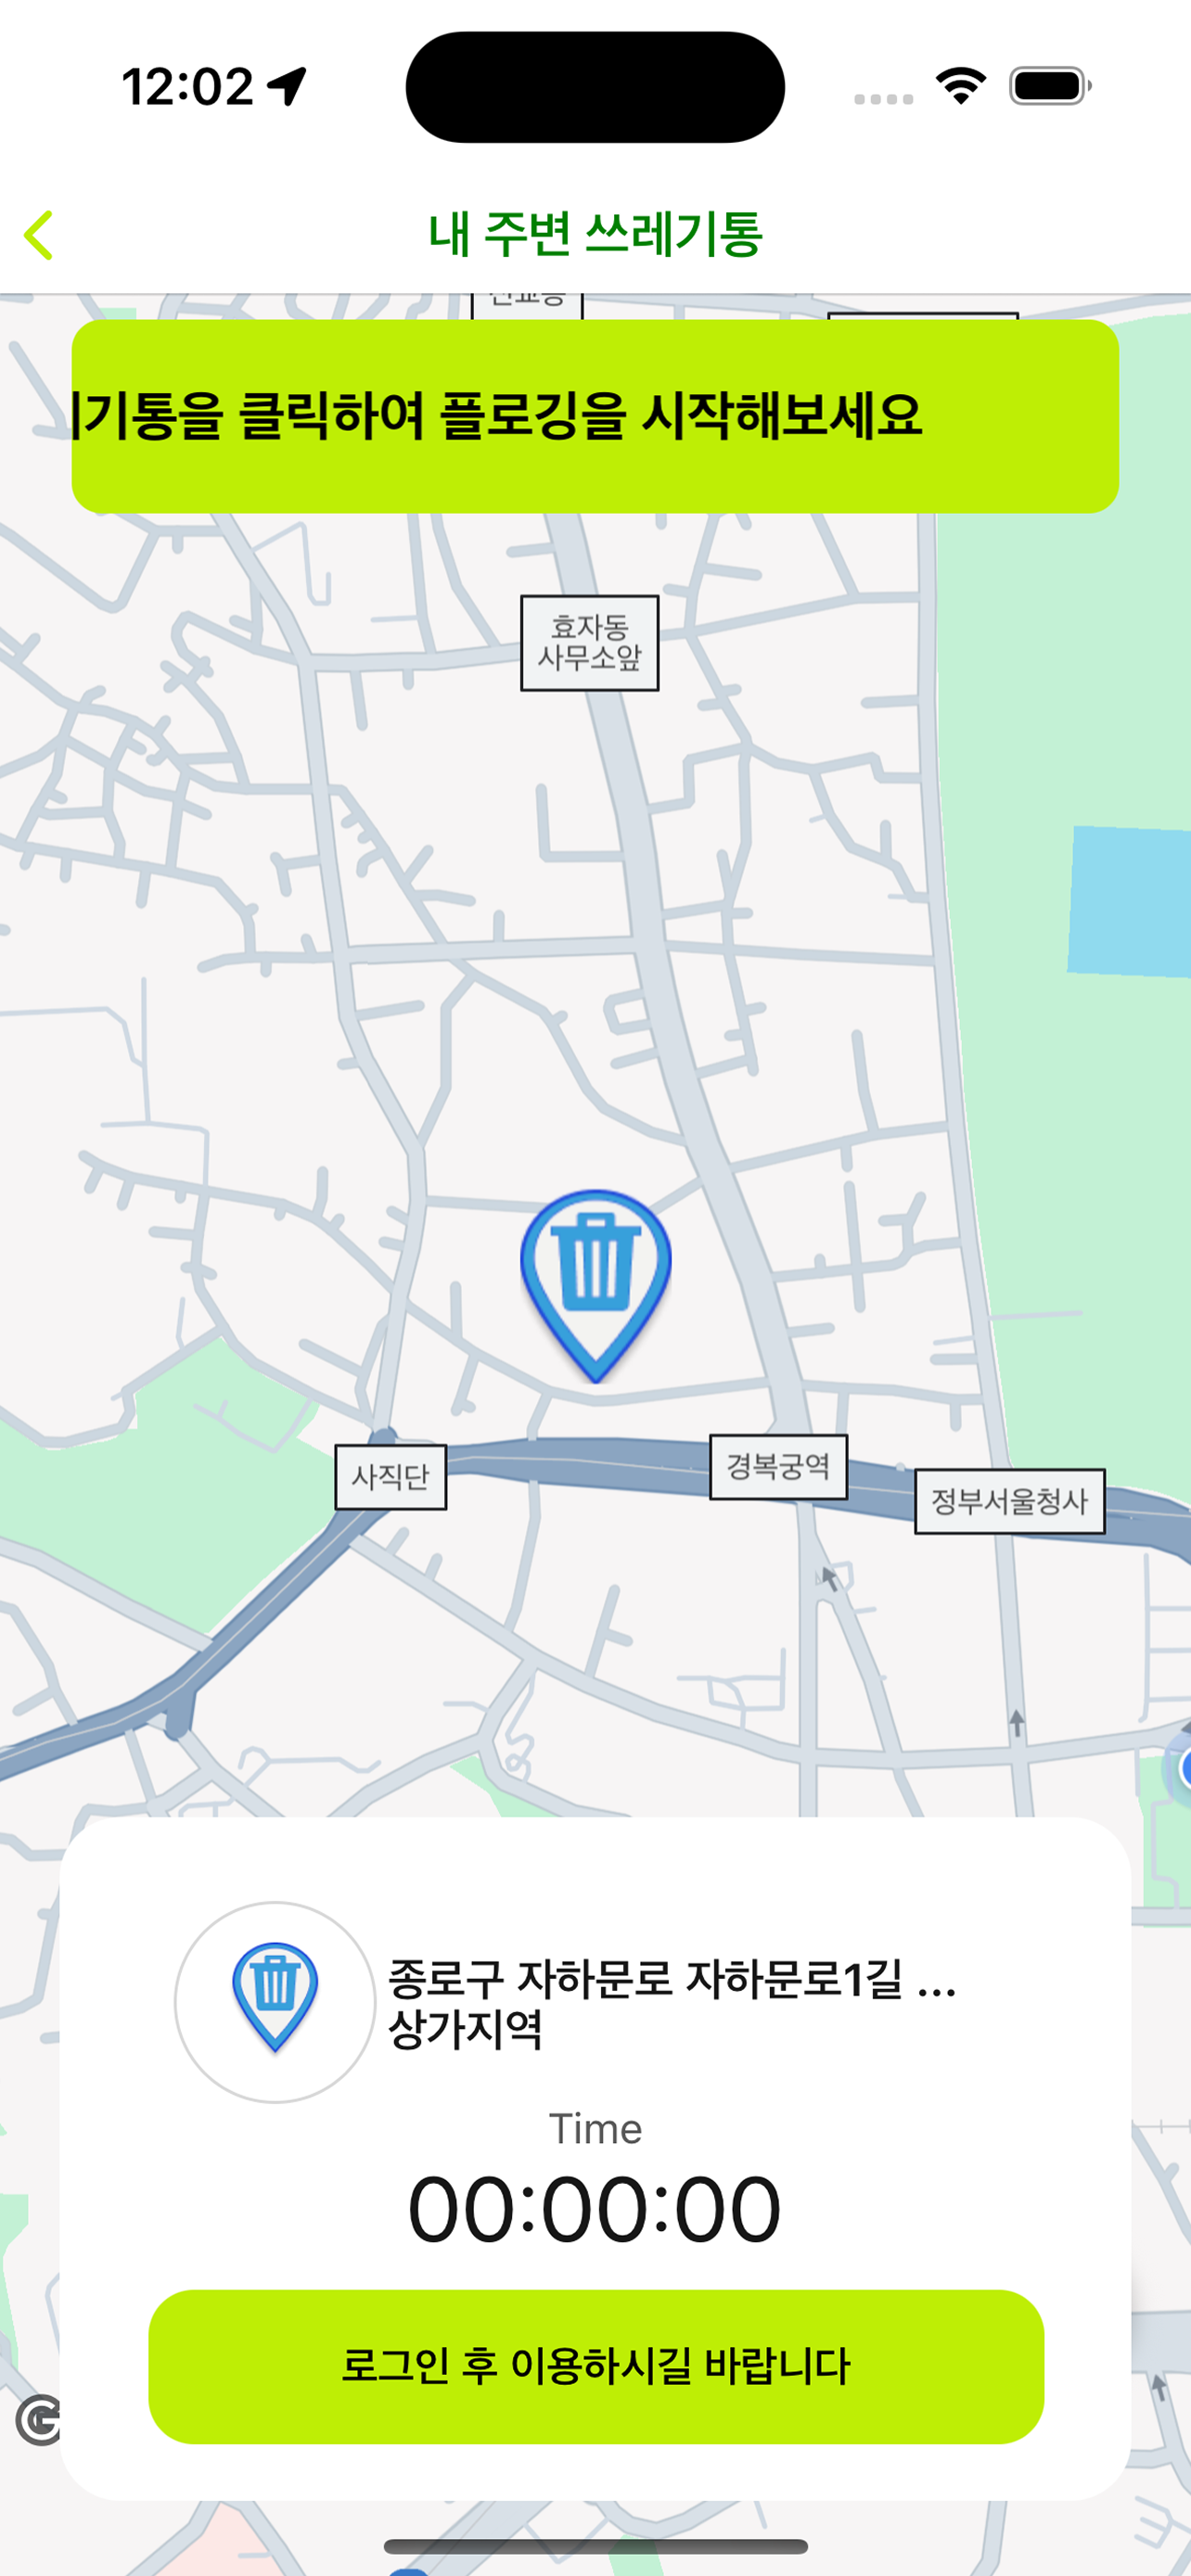 12:02
내 주변 쓰레기통
기통을 클릭하여 플로깅을 시작해보세요
효자동
사무소앞
사직단
경복궁역
정부서울청사
종로구 자하문로 자하문로1길 ...
상가지역
Time
00:00:00
로그인 후 이용하시길 바랍니다